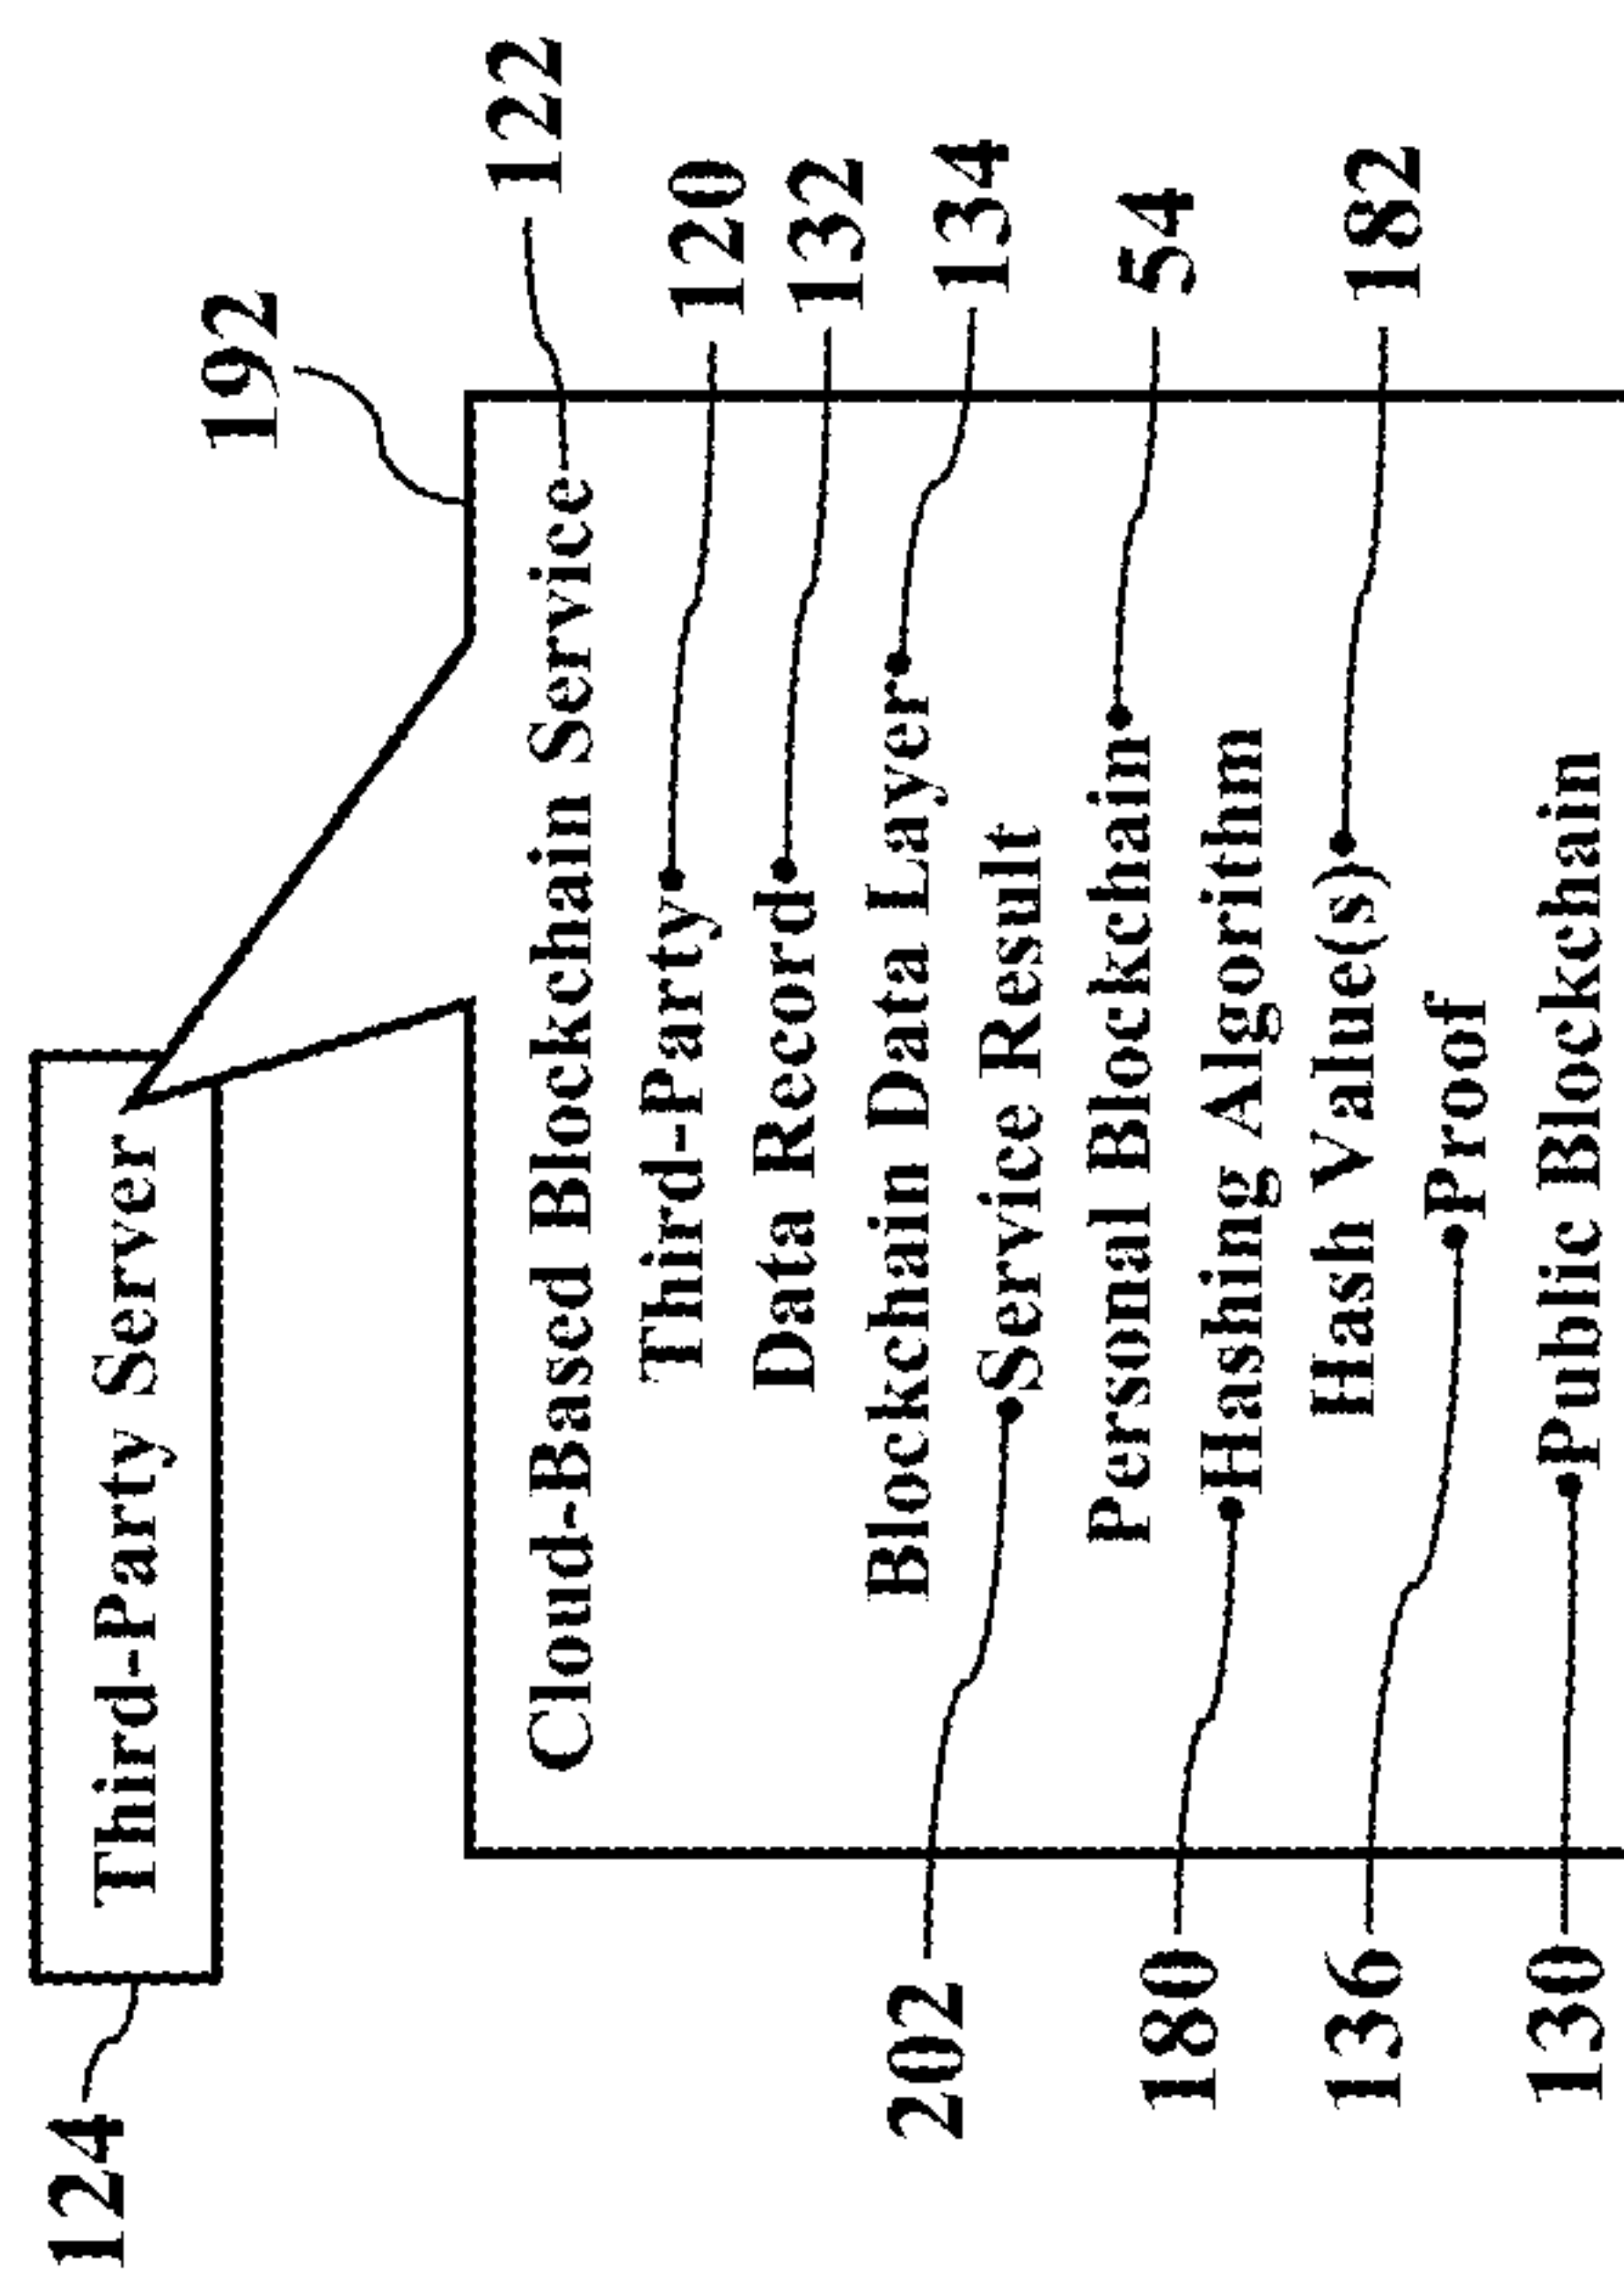 124
Third-Party Server
192
Cloud-Based Blockchain Service
122
Third-Party
120
Data Record
132
Blockchain Data Layer
134
202
Service Result
Personal Blockchain
54
180
Hashing Algorithm
Hash Value(s)
182
136
Proof
130
Public Blockchain